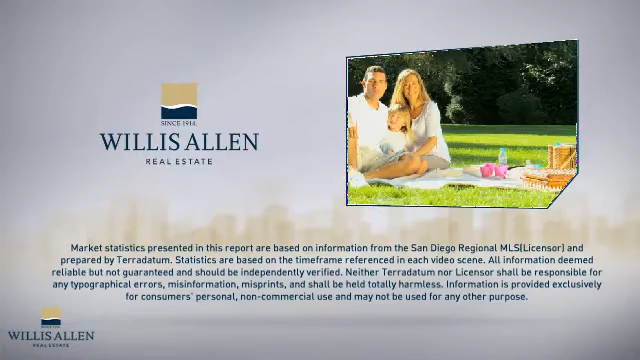 SINCE 1914.
WILLIS ALLEN
REAL ESTATE
Market statistics presented in this report are based on information from the San Diego Regional MLS(Licensor) and
prepared by Terradatum. Statistics are based on the timeframe referenced in each video scene. All information deemed
reliable but not guaranteed and should be independently verified. Neither Terradatum nor Licensor shall be responsible for
any typographical errors, misinformation, misprints, and shall be held totally harmless. Information is provided exclusively
for consumers' personal, non-commercial use and may not be used for any other purpose.
WILLIS ALLEN
REAL ESTATE